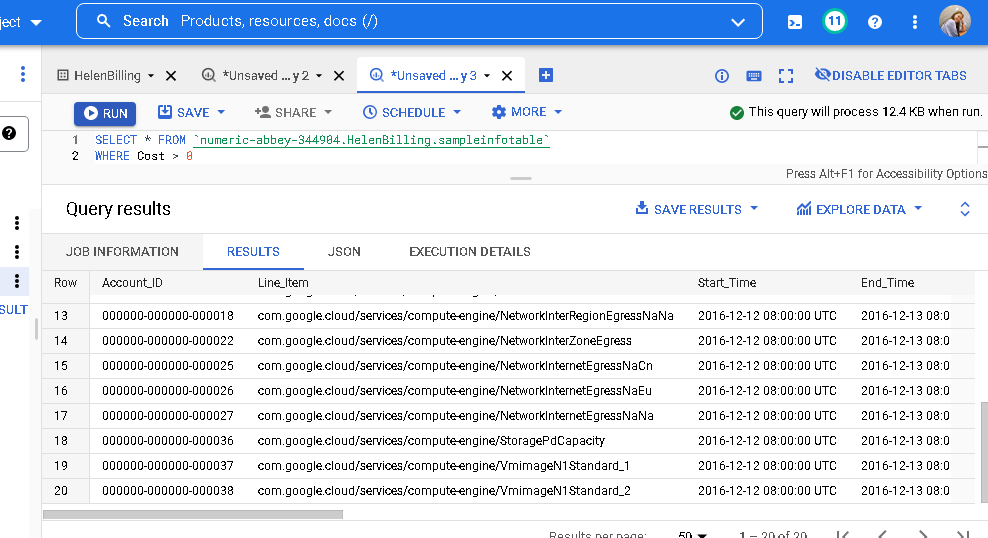 ject Search Products, resources, docs (/) 11
HelenBilling *Unsaved ...y 2 *Unsaved ...y 3 DISABLE EDITOR TABS
RUN SAVE SHARE SCHEDULE MORE This query will process 12.4 KB when run.
1 SELECT * FROM `numeric-abbey-344904.HelenBilling.sampleinfotable`
2 WHERE Cost > 0
Press Alt+F1 for Accessibility Options
Query results SAVE RESULTS EXPLORE DATA
JOB INFORMATION RESULTS JSON EXECUTION DETAILS
Row Account_ID Line_Item Start_Time End_Time
SULT
13 000000-000000-000018 com.google.cloud/services/compute-engine/NetworkInterRegionEgressNaNa 2016-12-12 08:00:00 UTC 2016-12-13 08:0
14 000000-000000-000022 com.google.cloud/services/compute-engine/NetworkInterZoneEgress 2016-12-12 08:00:00 UTC 2016-12-13 08:0
15 000000-000000-000025 com.google.cloud/services/compute-engine/NetworkInternetEgressNaCn 2016-12-12 08:00:00 UTC 2016-12-13 08:0
16 000000-000000-000026 com.google.cloud/services/compute-engine/NetworkInternetEgressNaEu 2016-12-12 08:00:00 UTC 2016-12-13 08:0
17 000000-000000-000027 com.google.cloud/services/compute-engine/NetworkInternetEgressNaNa 2016-12-12 08:00:00 UTC 2016-12-13 08:0
18 000000-000000-000036 com.google.cloud/services/compute-engine/StoragePdCapacity 2016-12-12 08:00:00 UTC 2016-12-13 08:0
19 000000-000000-000037 com.google.cloud/services/compute-engine/VmimageN1Standard_1 2016-12-12 08:00:00 UTC 2016-12-13 08:0
20 000000-000000-000038 com.google.cloud/services/compute-engine/VmimageN1Standard_2 2016-12-12 08:00:00 UTC 2016-12-13 08:0
Results per page: 50 1 – 20 of 20